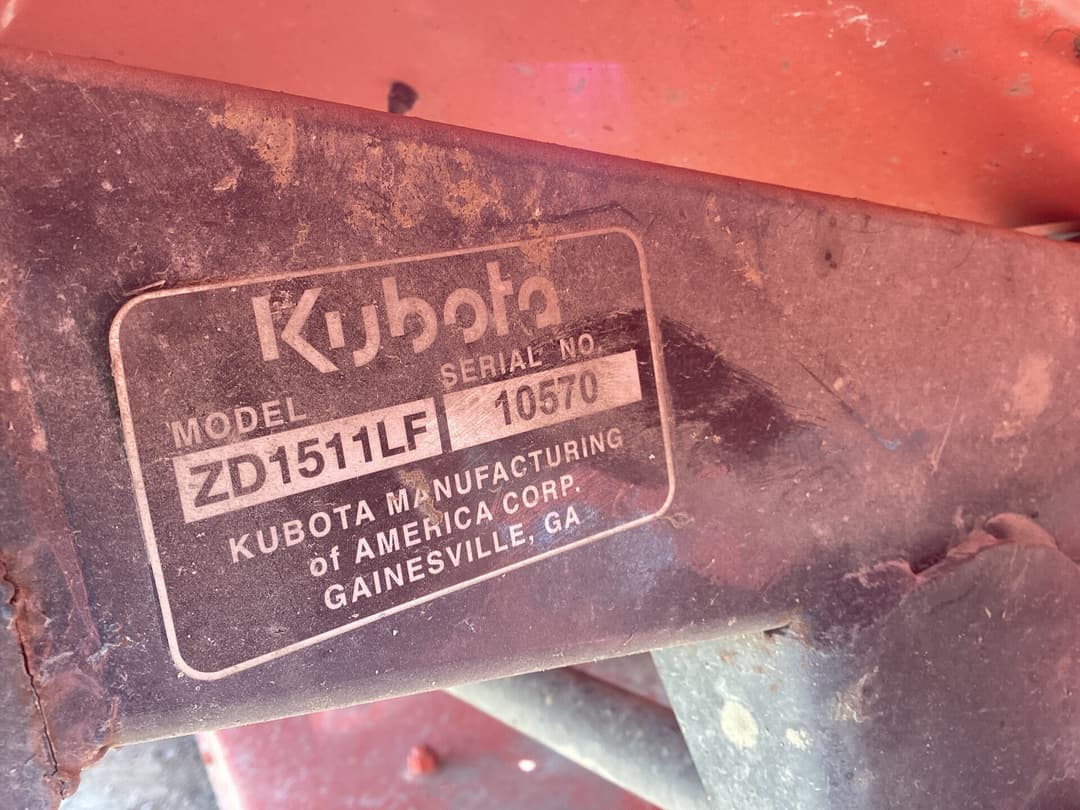 Kubota
MODEL SERIAL NO.
ZD1511LF 10570
KUBOTA MANUFACTURING
of AMERICA CORP.
GAINESVILLE, GA